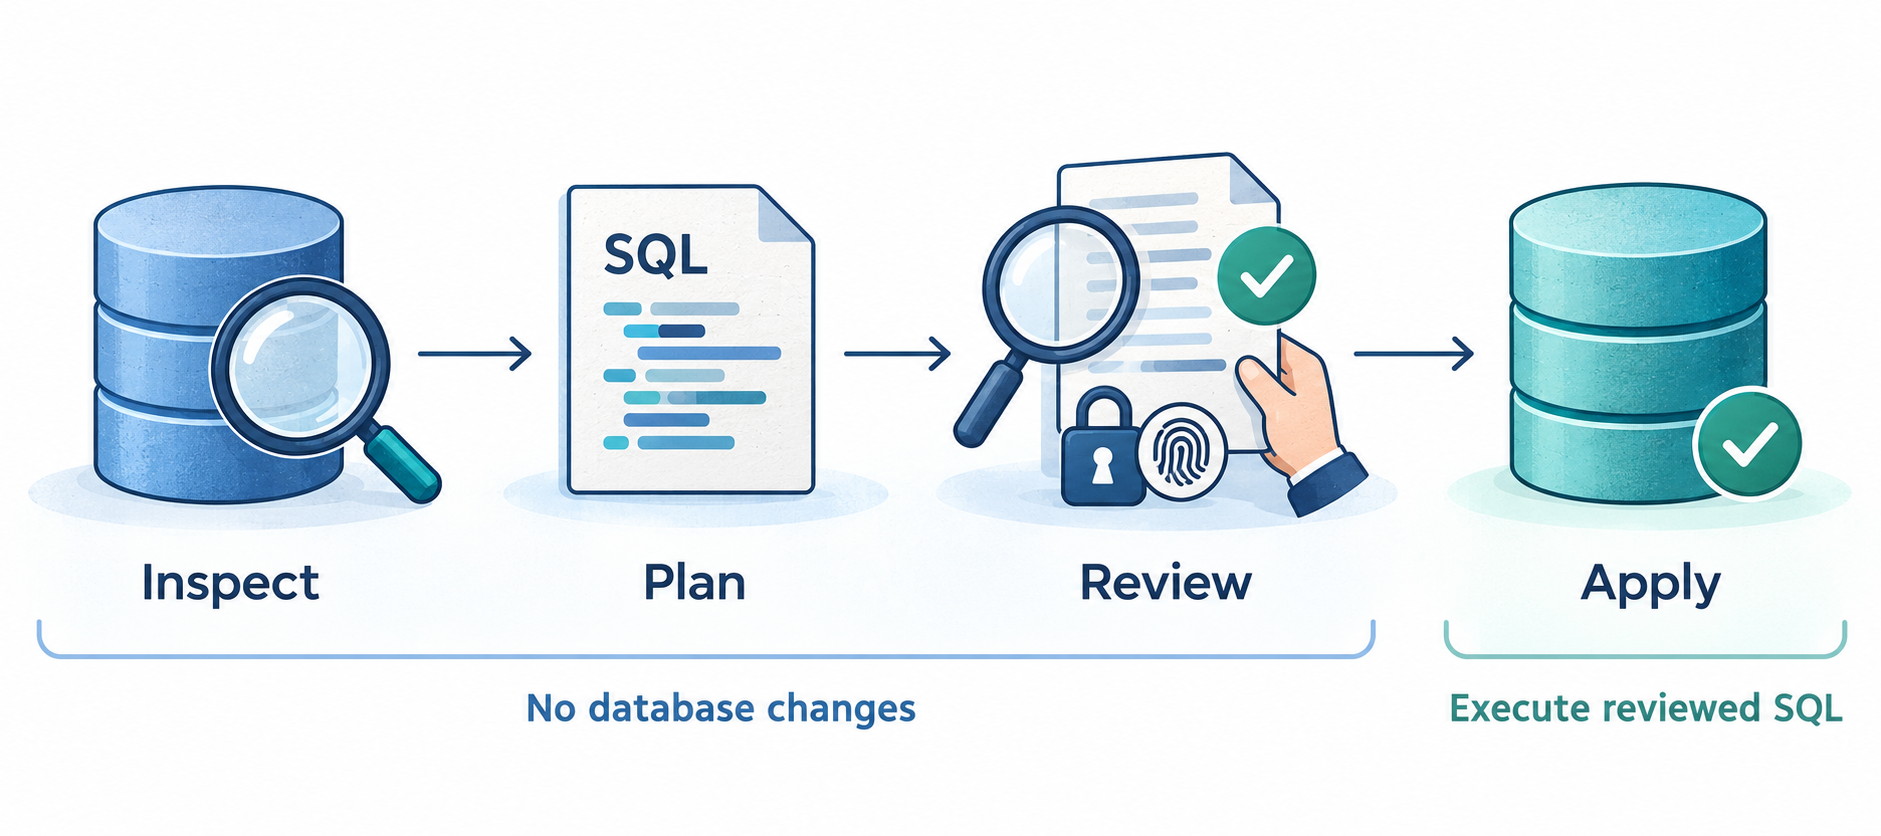 SQL
Inspect
Plan
Review
Apply
No database changes
Execute reviewed SQL